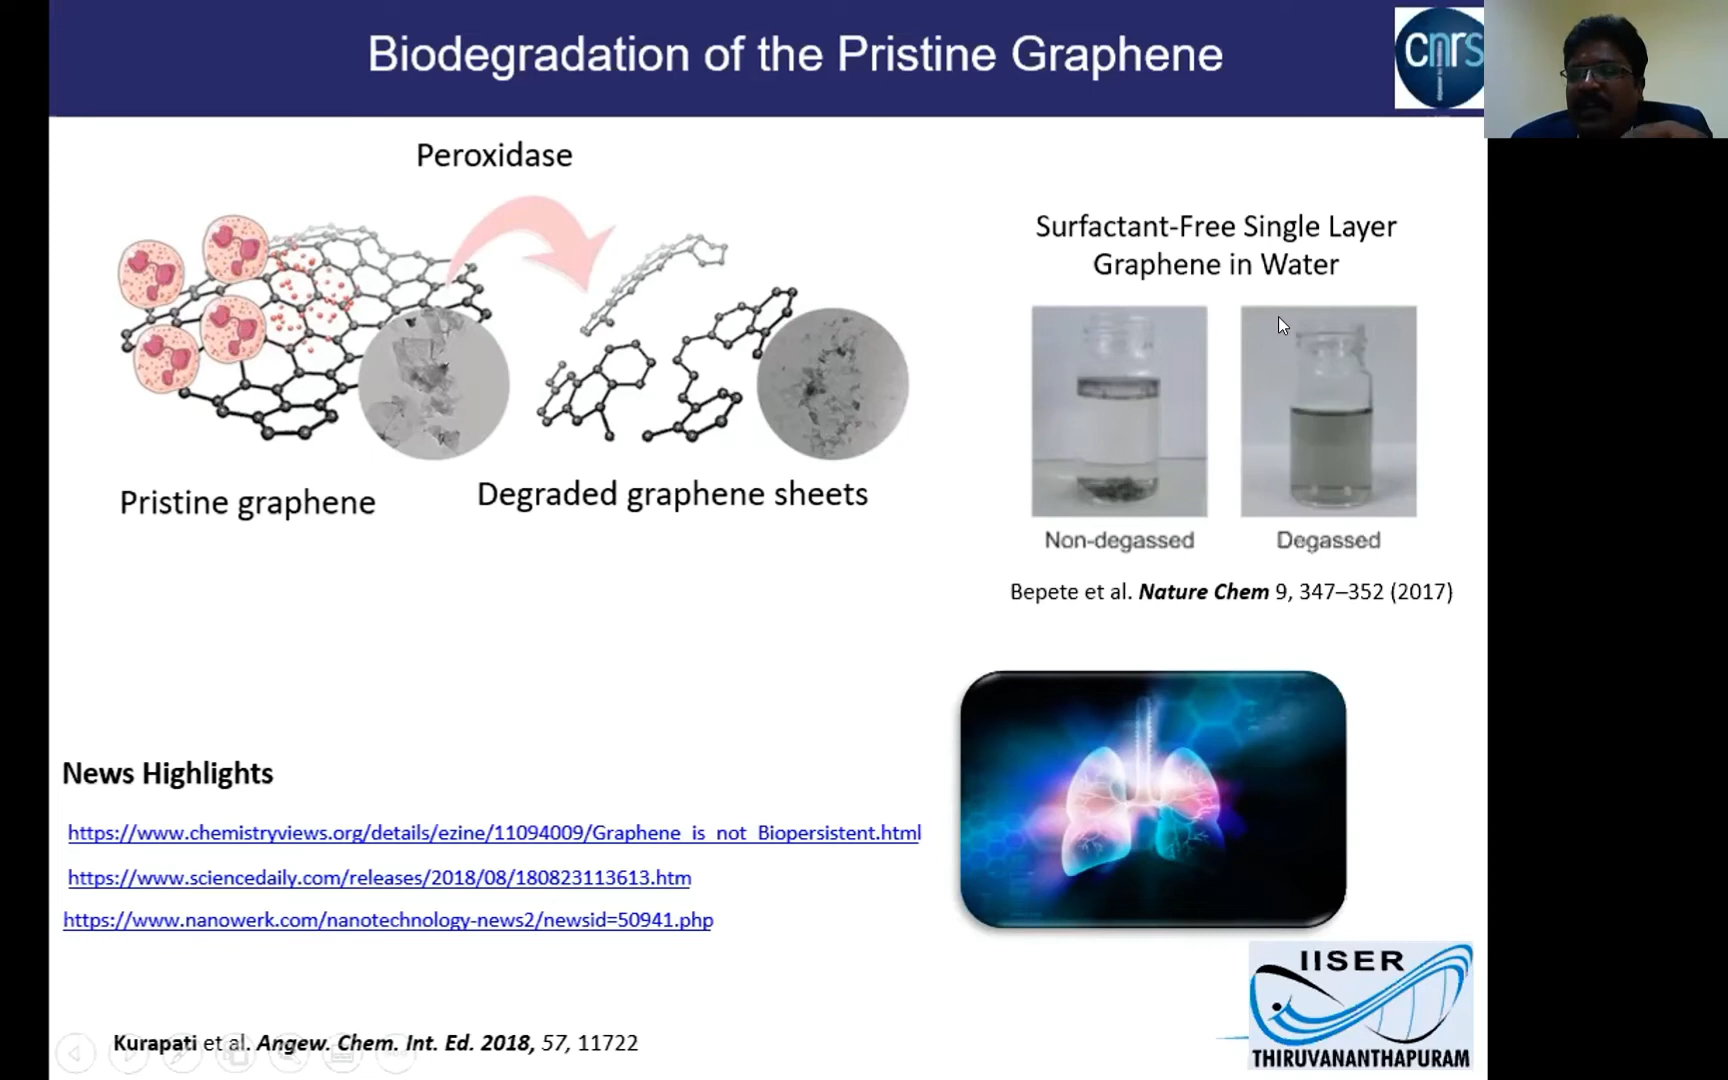 Biodegradation of the Pristine Graphene
cnrs
Peroxidase
Surfactant-Free Single Layer
Graphene in Water
Pristine graphene
Degraded graphene sheets
Non-degassed
Degassed
Bepete et al. Nature Chem 9, 347–352 (2017)
News Highlights
https://www.chemistryviews.org/details/ezine/11094009/Graphene_is_not_Biopersistent.html
https://www.sciencedaily.com/releases/2018/08/180823113613.htm
https://www.nanowerk.com/nanotechnology-news2/newsid=50941.php
IISER
THIRUVANANTHAPURAM
Kurapati et al. Angew. Chem. Int. Ed. 2018, 57, 11722